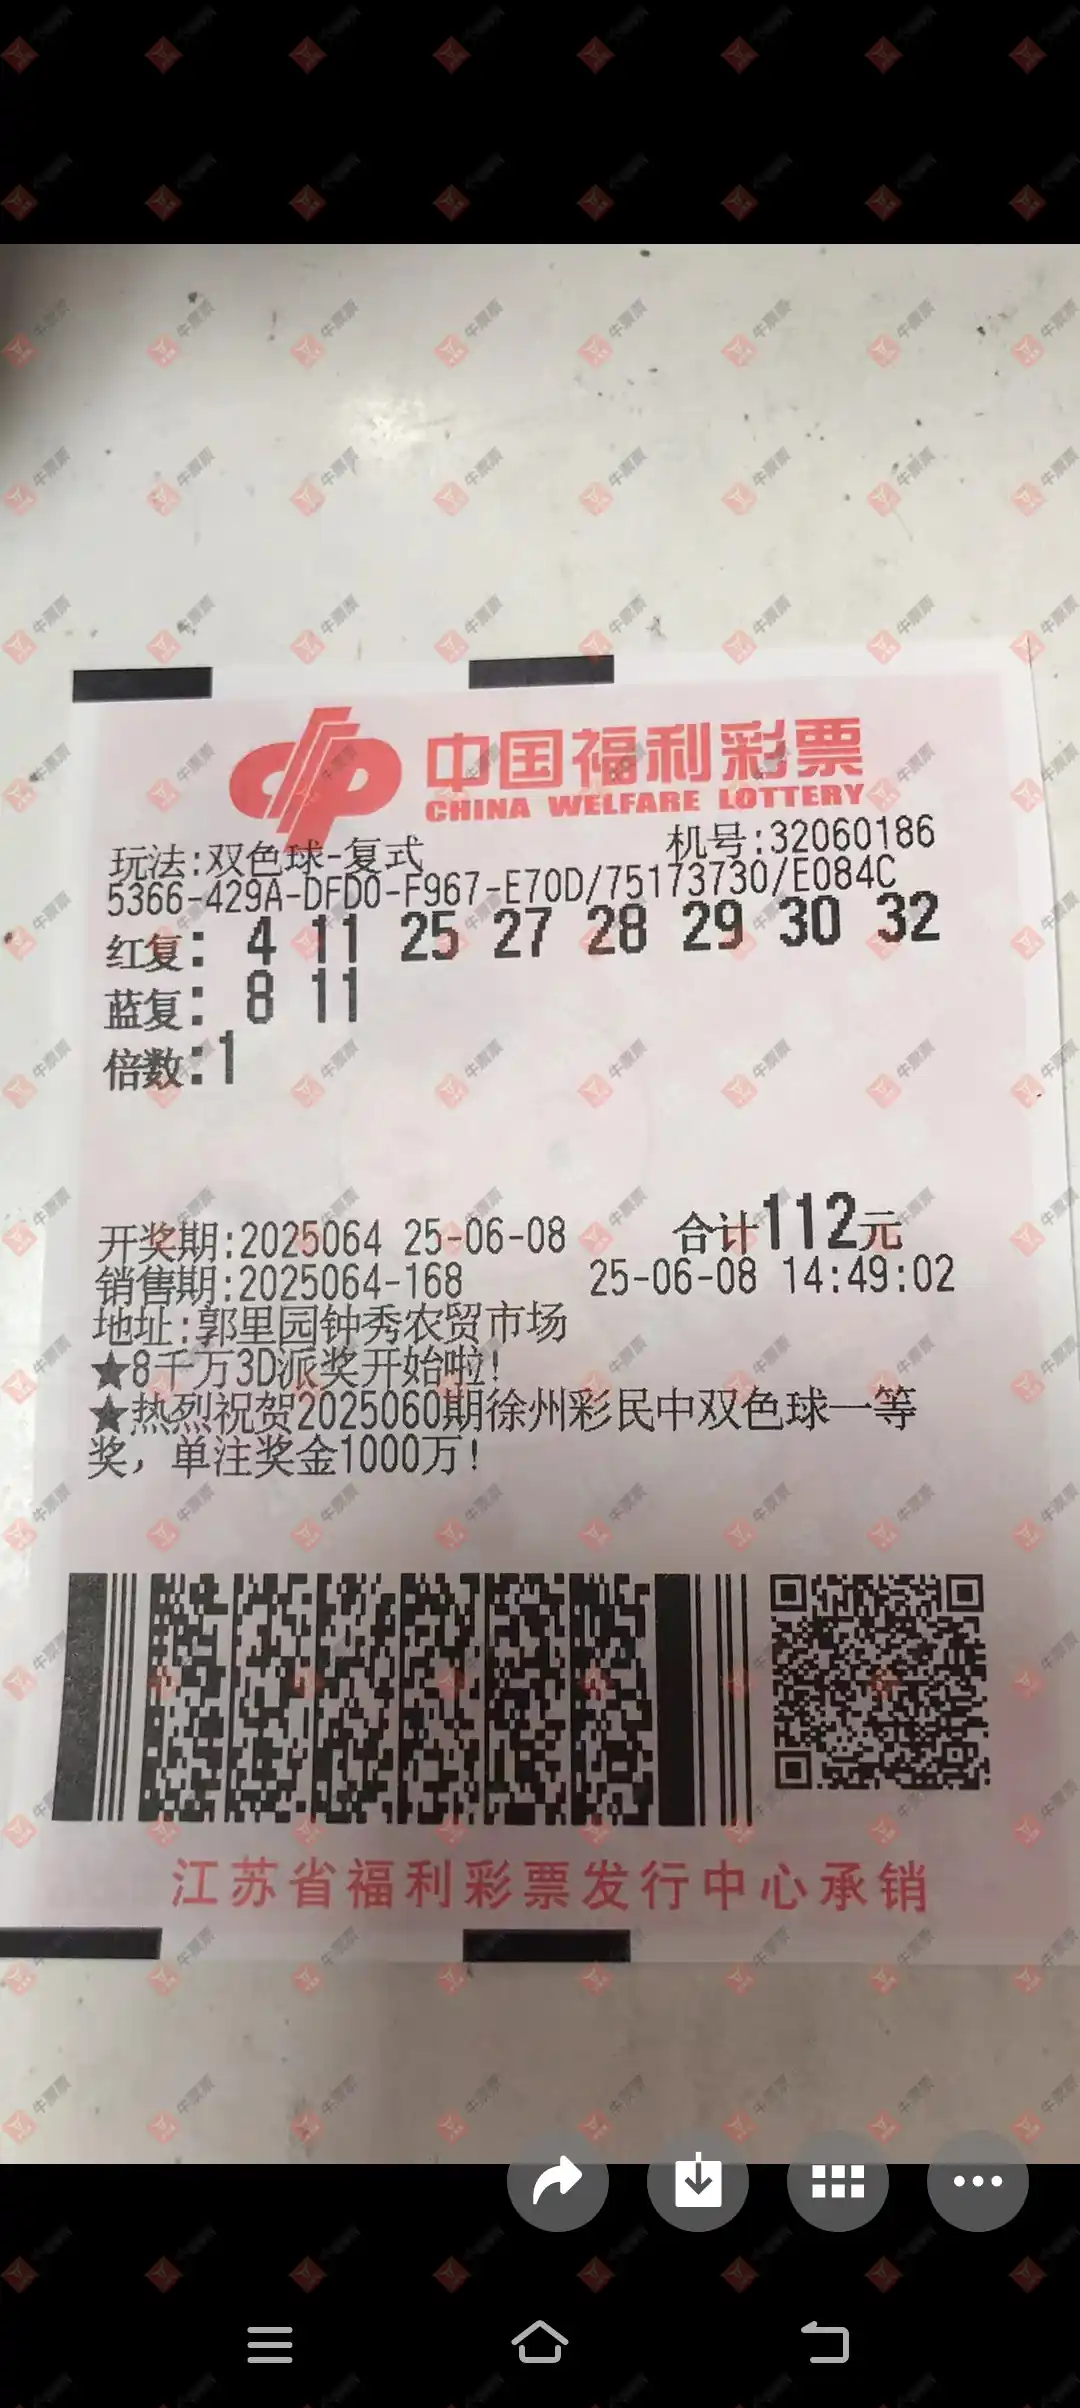 中国福利彩票
CHINA WELFARE LOTTERY
玩法:双色球-复式 机号:32060186
5366-429A-DFD0-F967-E70D/75173730/E084C
红复: 4 11 25 27 28 29 30 32
蓝复: 8 11
倍数:1
开奖期:2025064 25-06-08 合计112元
销售期:2025064-168 25-06-08 14:49:02
地址:郭里园钟秀农贸市场
★8千万3D派奖开始啦!
★热烈祝贺2025060期徐州彩民中双色球一等
奖，单注奖金1000万!
江苏省福利彩票发行中心承销
牛票票